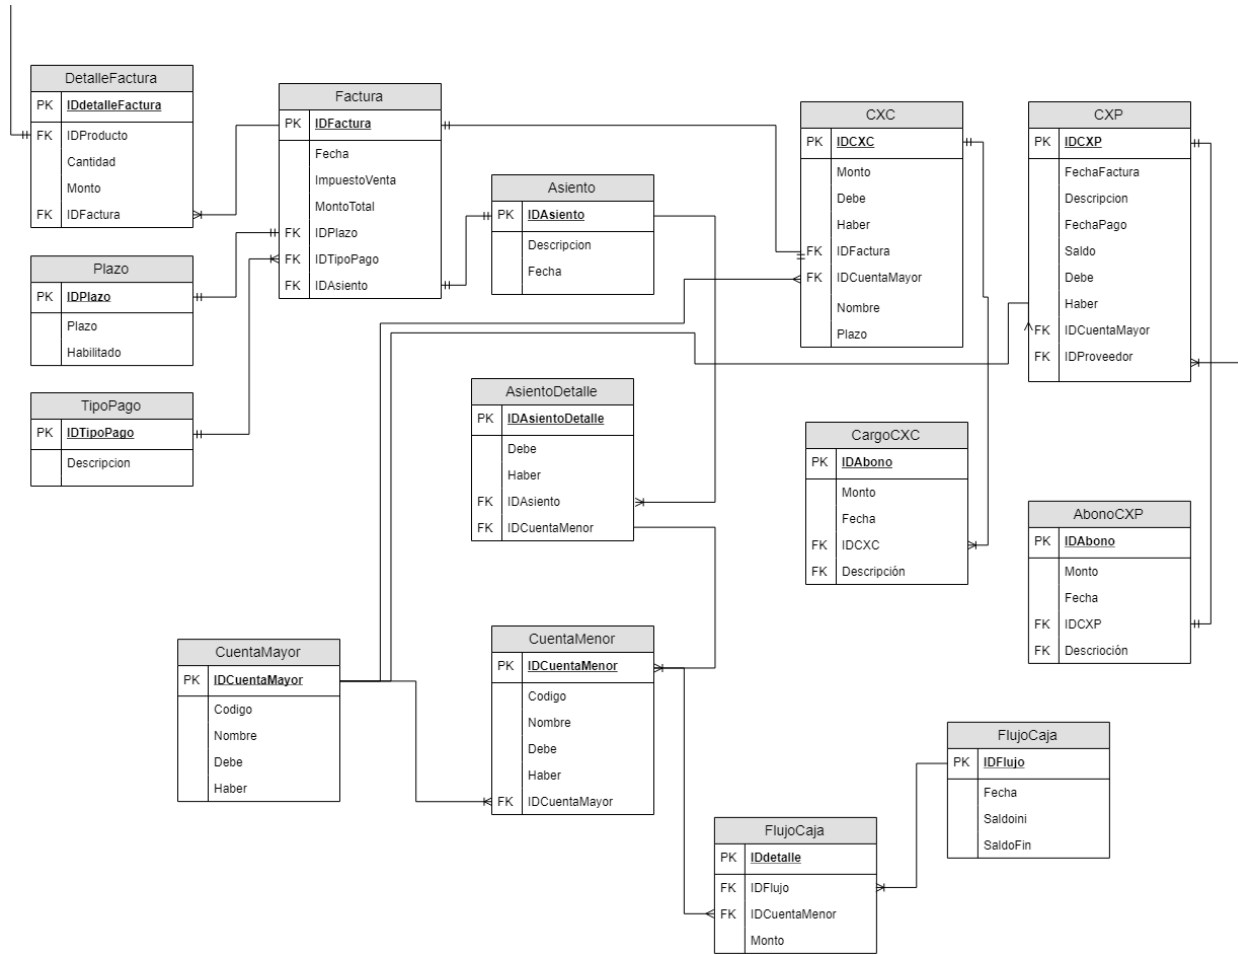 DetalleFactura
PK IDdetalleFactura
FK IDProducto
Cantidad
Monto
FK IDFactura
Factura
PK IDFactura
Fecha
ImpuestoVenta
MontoTotal
FK IDPlazo
FK IDTipoPago
FK IDAsiento
Asiento
PK IDAsiento
Descripcion
Fecha
CXC
PK IDCXC
Monto
Debe
Haber
FK IDFactura
FK IDCuentaMayor
Nombre
Plazo
CXP
PK IDCXP
FechaFactura
Descripcion
FechaPago
Saldo
Debe
Haber
FK IDCuentaMayor
FK IDProveedor
Plazo
PK IDPlazo
Plazo
Habilitado
TipoPago
PK IDTipoPago
Descripcion
AsientoDetalle
PK IDAsientoDetalle
Debe
Haber
FK IDAsiento
FK IDCuentaMenor
CargoCXC
PK IDAbono
Monto
Fecha
FK IDCXC
FK Descripción
AbonoCXP
PK IDAbono
Monto
Fecha
FK IDCXP
FK Descrioción
CuentaMayor
PK IDCuentaMayor
Codigo
Nombre
Debe
Haber
CuentaMenor
PK IDCuentaMenor
Codigo
Nombre
Debe
Haber
FK IDCuentaMayor
FlujoCaja
PK IDFlujo
Fecha
Saldoini
SaldoFin
FlujoCaja
PK IDdetalle
FK IDFlujo
FK IDCuentaMenor
Monto